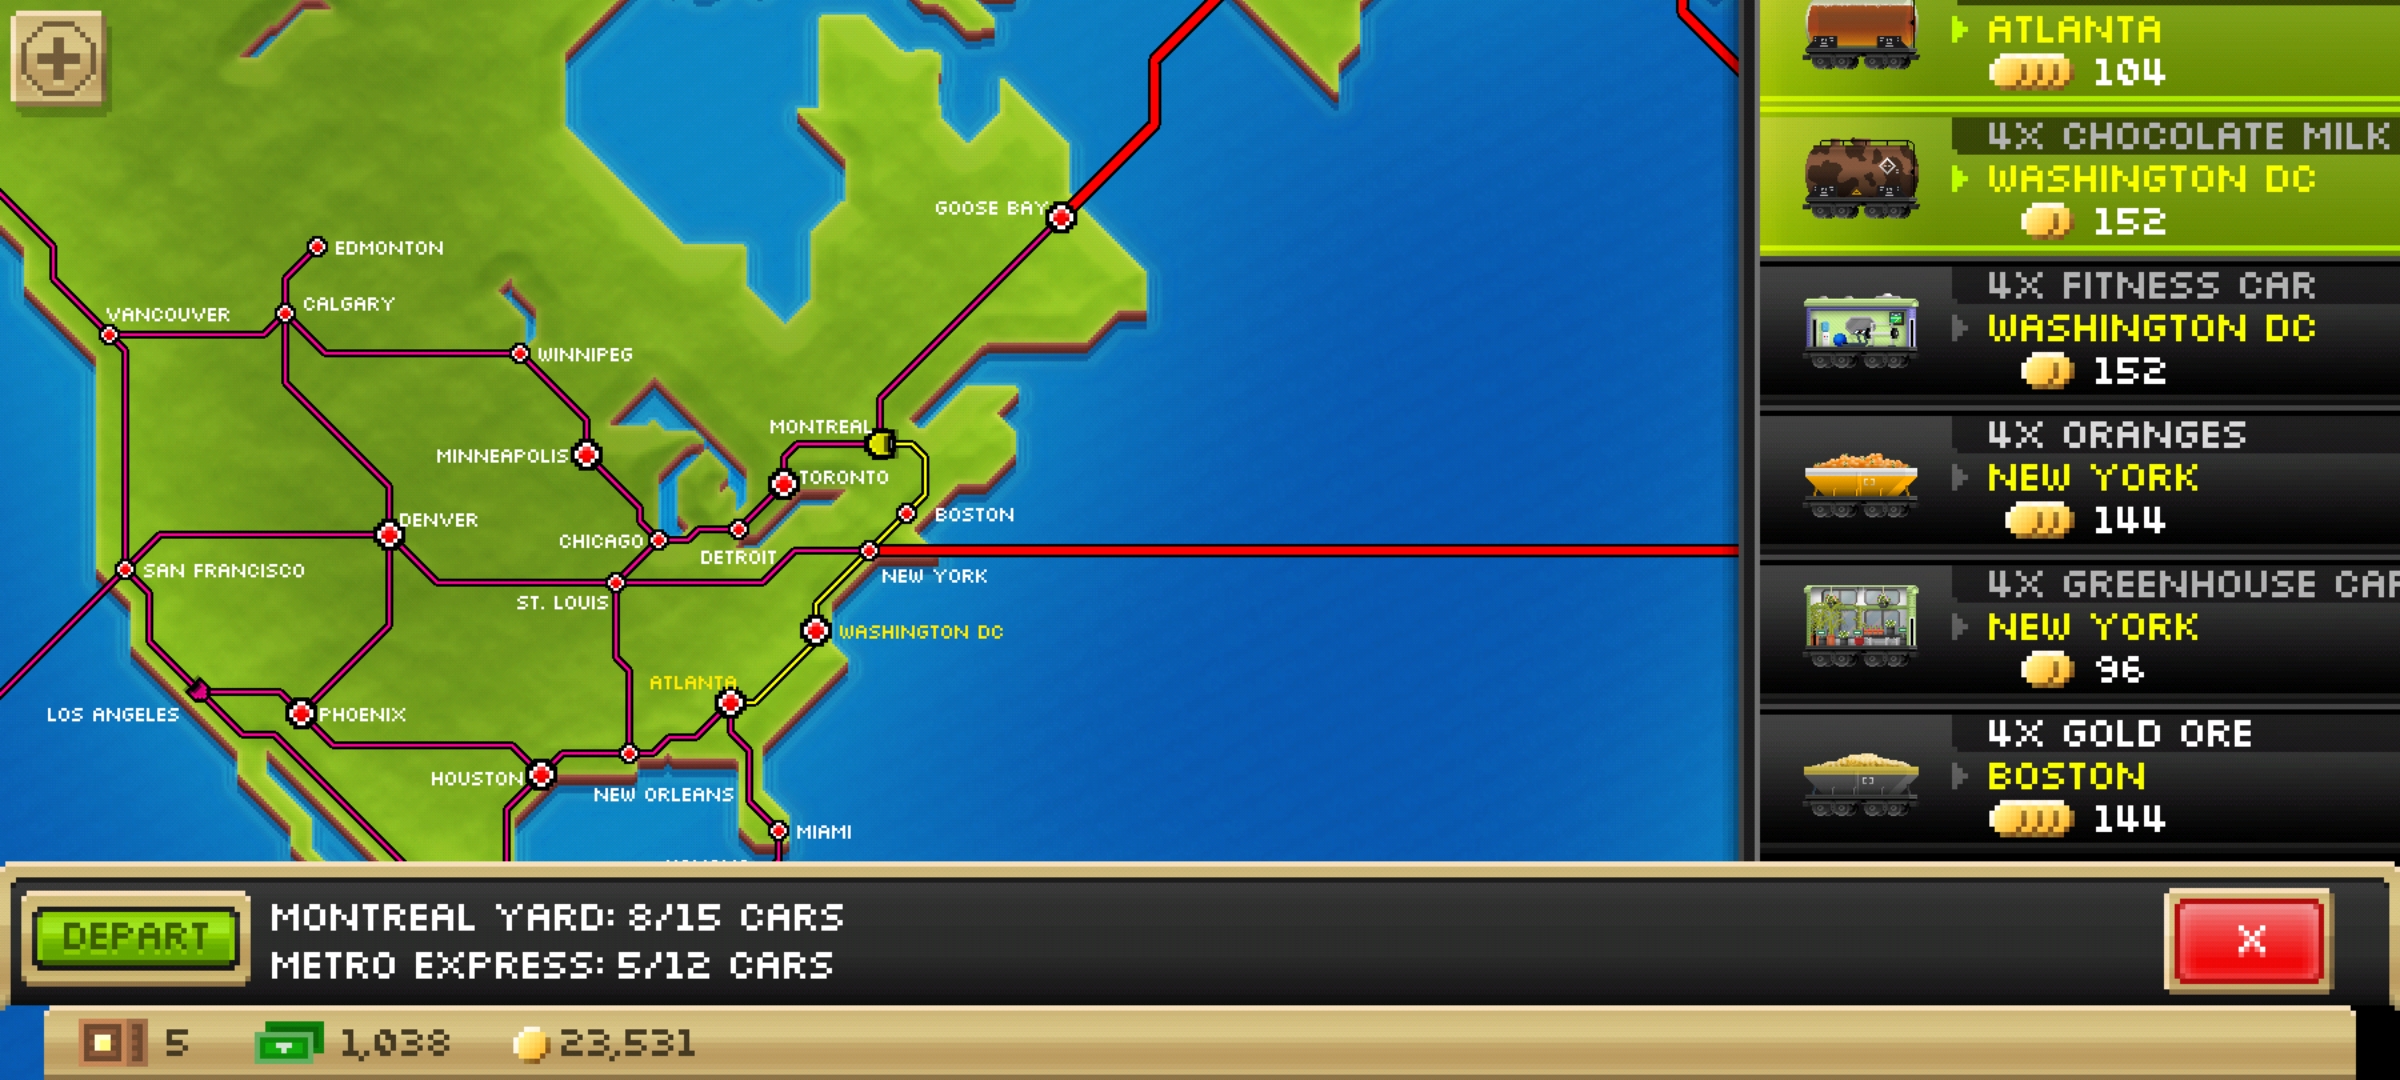 ATLANTA
104
4X CHOCOLATE MILK
WASHINGTON DC
152
4X FITNESS CAR
WASHINGTON DC
152
4X ORANGES
NEW YORK
144
4X GREENHOUSE CAR
NEW YORK
96
4X GOLD ORE
BOSTON
144
GOOSE BAY
EDMONTON
CALGARY
VANCOUVER
WINNIPEG
MONTREAL
MINNEAPOLIS
TORONTO
DENVER
BOSTON
CHICAGO
DETROIT
SAN FRANCISCO
NEW YORK
ST. LOUIS
WASHINGTON DC
ATLANTA
LOS ANGELES
PHOENIX
HOUSTON
NEW ORLEANS
MIAMI
DEPART
MONTREAL YARD: 8/15 CARS
METRO EXPRESS: 5/12 CARS
X
5
1,038
23,531